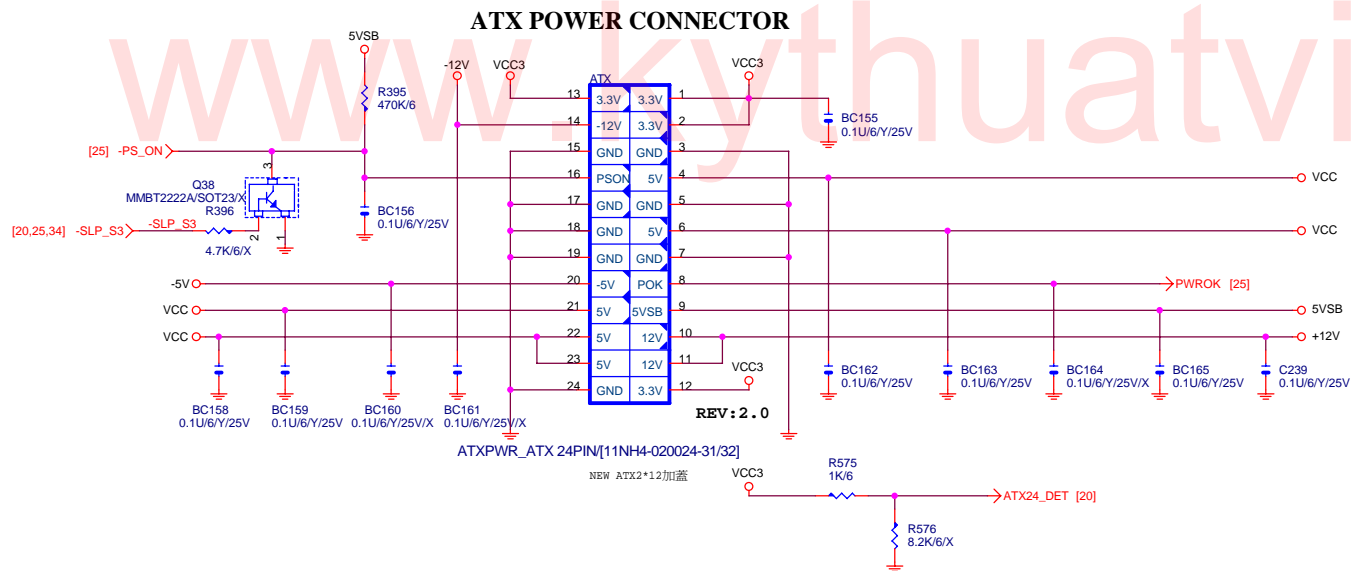 www.kythuatvi
ATX POWER CONNECTOR
5VSB
-12V
VCC3
VCC3
ATX
R395
470K/6
13 3.3V 3.3V 1
14 -12V 3.3V 2
15 GND GND 3
16 PSON 5V 4
17 GND GND 5
18 GND 5V 6
19 GND GND 7
20 -5V POK 8
21 5V 5VSB 9
22 5V 12V 10
23 5V 12V 11
24 GND 3.3V 12
BC155
0.1U/6/Y/25V
[25] -PS_ON
3
Q38
MMBT2222A/SOT23/X
R396
[20,25,34] -SLP_S3
-SLP_S3
2
1
4.7K/6/X
BC156
0.1U/6/Y/25V
VCC
VCC
-5V
PWROK [25]
VCC
5VSB
VCC
+12V
VCC3
BC158
0.1U/6/Y/25V
BC159
0.1U/6/Y/25V
BC160
0.1U/6/Y/25V/X
BC161
0.1U/6/Y/25V/X
BC162
0.1U/6/Y/25V
BC163
0.1U/6/Y/25V
BC164
0.1U/6/Y/25V/X
BC165
0.1U/6/Y/25V
C239
0.1U/6/Y/25V
REV:2.0
ATXPWR_ATX 24PIN/[11NH4-020024-31/32]
NEW ATX2*12加蓋
VCC3
R575
1K/6
ATX24_DET [20]
R576
8.2K/6/X